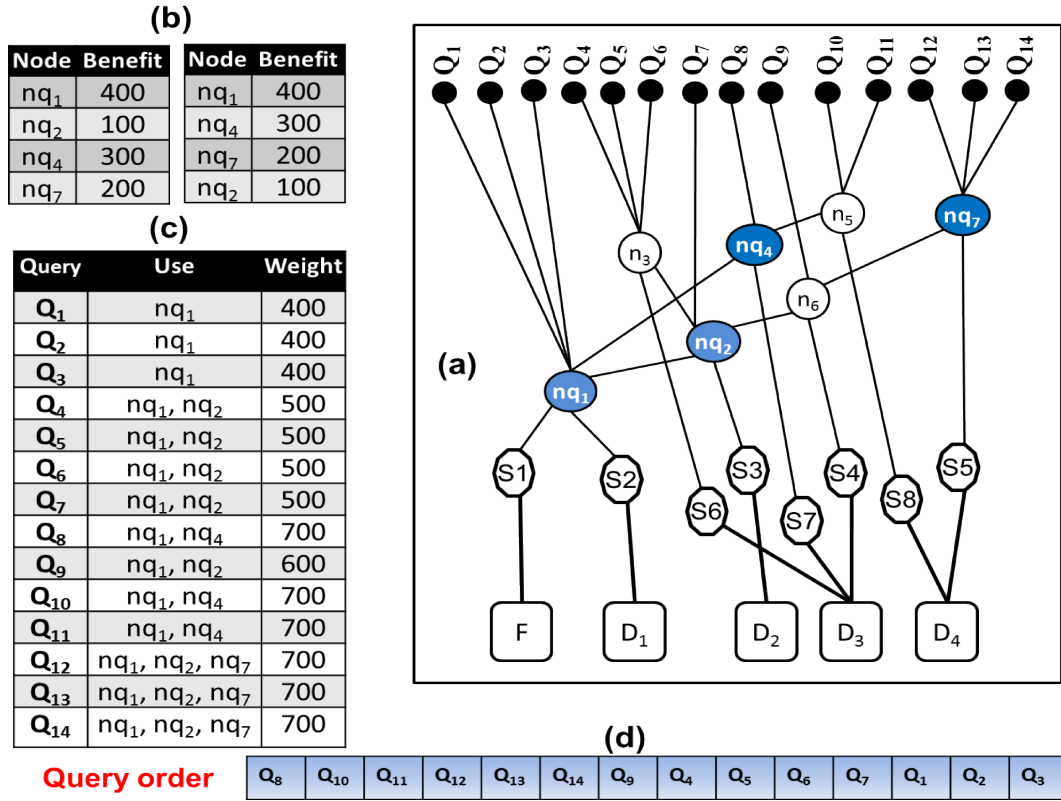 (b)
Node Benefit
nq₁ 400
nq₂ 100
nq₄ 300
nq₇ 200
Node Benefit
nq₁ 400
nq₄ 300
nq₇ 200
nq₂ 100
(c)
Query Use Weight
Q₁ nq₁ 400
Q₂ nq₁ 400
Q₃ nq₁ 400
Q₄ nq₁, nq₂ 500
Q₅ nq₁, nq₂ 500
Q₆ nq₁, nq₂ 500
Q₇ nq₁, nq₂ 500
Q₈ nq₁, nq₄ 700
Q₉ nq₁, nq₂ 600
Q₁₀ nq₁, nq₄ 700
Q₁₁ nq₁, nq₄ 700
Q₁₂ nq₁, nq₂, nq₇ 700
Q₁₃ nq₁, nq₂, nq₇ 700
Q₁₄ nq₁, nq₂, nq₇ 700
Q₁ Q₂ Q₃ Q₄ Q₅ Q₆ Q₇ Q₈ Q₉ Q₁₀ Q₁₁ Q₁₂ Q₁₃ Q₁₄
n₃ nq₄ n₅ nq₇
n₆
nq₂
(a)
nq₁
S1 S2 S3 S4 S5
S6 S7 S8
F D₁ D₂ D₃ D₄
(d)
Query order Q₈ Q₁₀ Q₁₁ Q₁₂ Q₁₃ Q₁₄ Q₉ Q₄ Q₅ Q₆ Q₇ Q₁ Q₂ Q₃